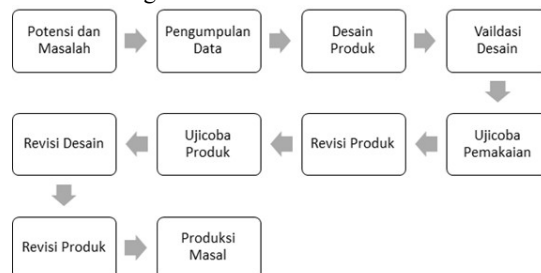 Potensi dan
Masalah
Pengumpulan
Data
Desain
Produk
Vaildasi
Desain
Ujicoba
Pemakaian
Revisi Produk
Ujicoba
Produk
Revisi Desain
Revisi Produk
Produksi
Masal